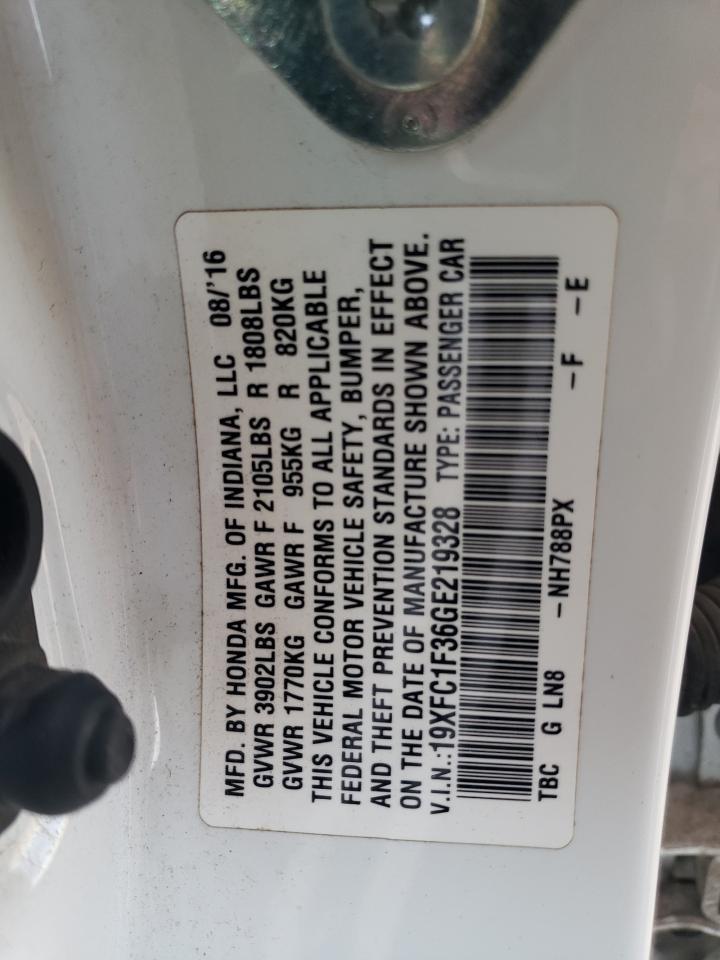 MFD. BY HONDA MFG. OF INDIANA, LLC 08/'16
GVWR 3902LBS GAWR F 2105LBS R 1808LBS
GVWR 1770KG GAWR F 955KG R 820KG
THIS VEHICLE CONFORMS TO ALL APPLICABLE
FEDERAL MOTOR VEHICLE SAFETY, BUMPER,
AND THEFT PREVENTION STANDARDS IN EFFECT
ON THE DATE OF MANUFACTURE SHOWN ABOVE.
V.I.N.:19XFC1F36GE219328 TYPE: PASSENGER CAR
TBC G LN8 -NH788PX -F -E